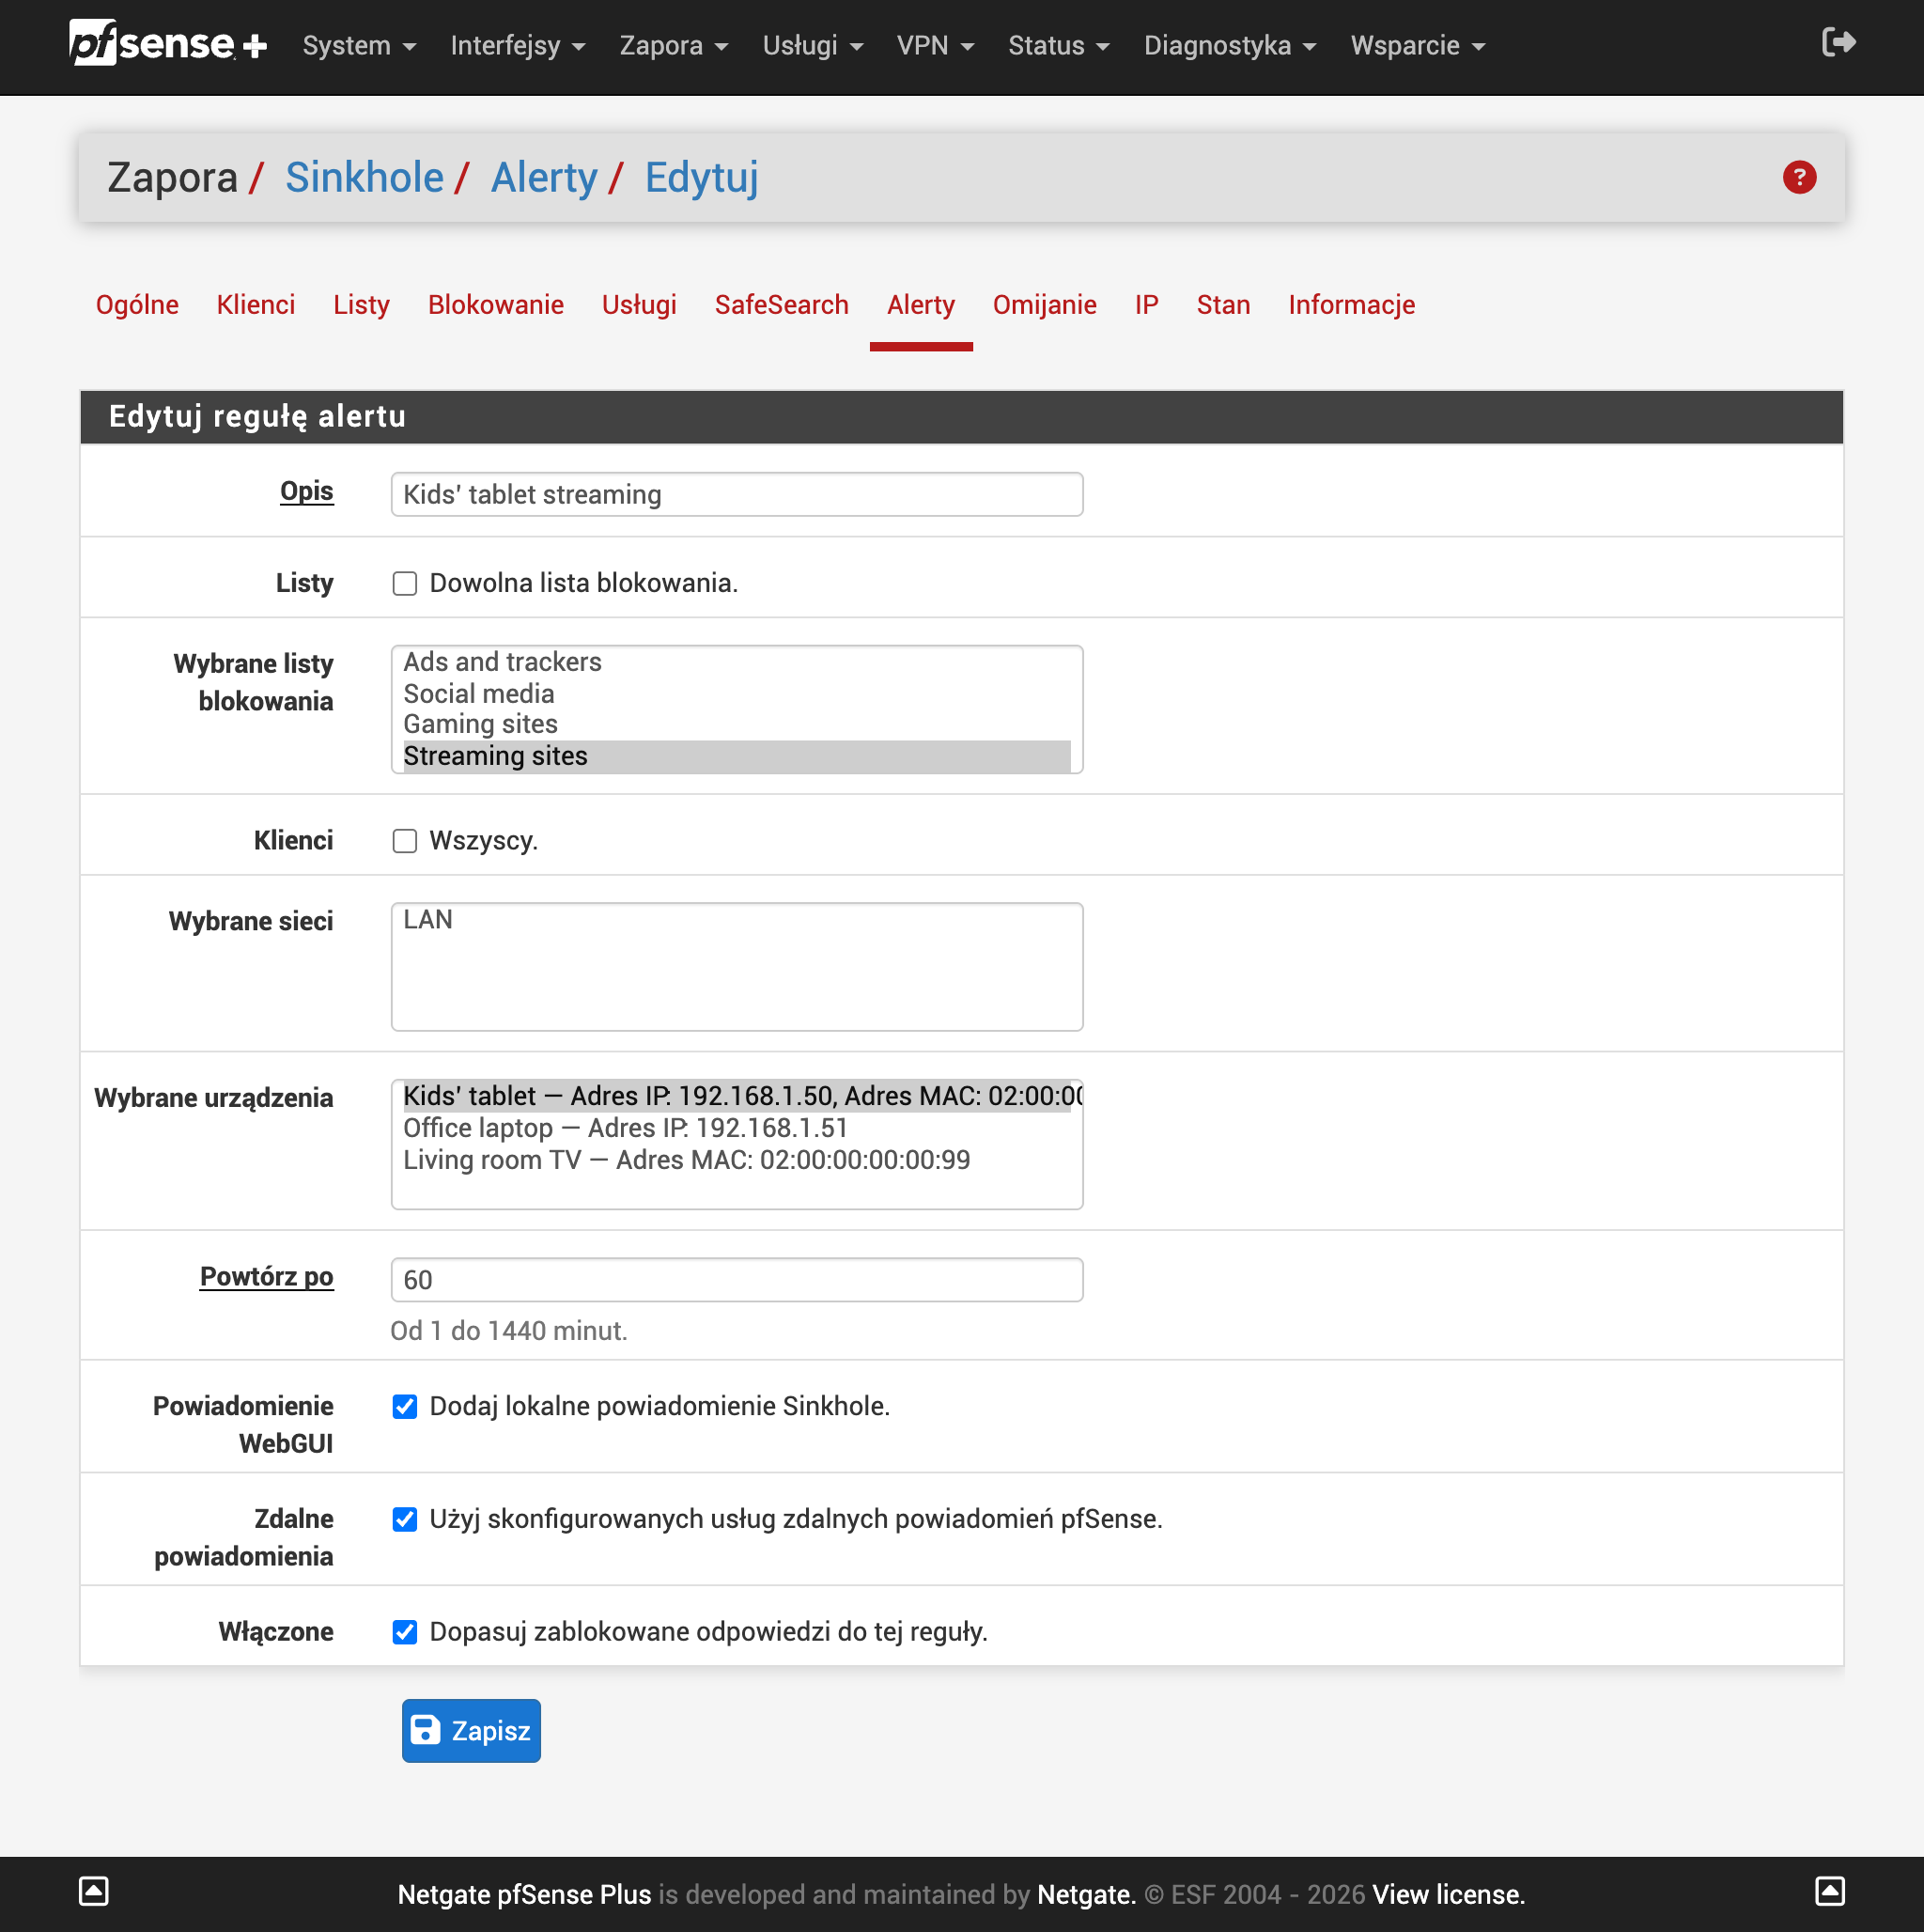 pfsense+ System Interfejsy Zapora Usługi VPN Status Diagnostyka Wsparcie
Zapora / Sinkhole / Alerty / Edytuj
?
Ogólne Klienci Listy Blokowanie Usługi SafeSearch Alerty Omijanie IP Stan Informacje
Edytuj regułę alertu
Opis
Kids' tablet streaming
Listy
Dowolna lista blokowania.
Wybrane listy
blokowania
Ads and trackers
Social media
Gaming sites
Streaming sites
Klienci
Wszyscy.
Wybrane sieci
LAN
Wybrane urządzenia
Kids' tablet — Adres IP: 192.168.1.50, Adres MAC: 02:00:00
Office laptop — Adres IP: 192.168.1.51
Living room TV — Adres MAC: 02:00:00:00:00:99
Powtórz po
60
Od 1 do 1440 minut.
Powiadomienie
WebGUI
Dodaj lokalne powiadomienie Sinkhole.
Zdalne
powiadomienia
Użyj skonfigurowanych usług zdalnych powiadomień pfSense.
Włączone
Dopasuj zablokowane odpowiedzi do tej reguły.
Zapisz
Netgate pfSense Plus is developed and maintained by Netgate. © ESF 2004 - 2026 View license.